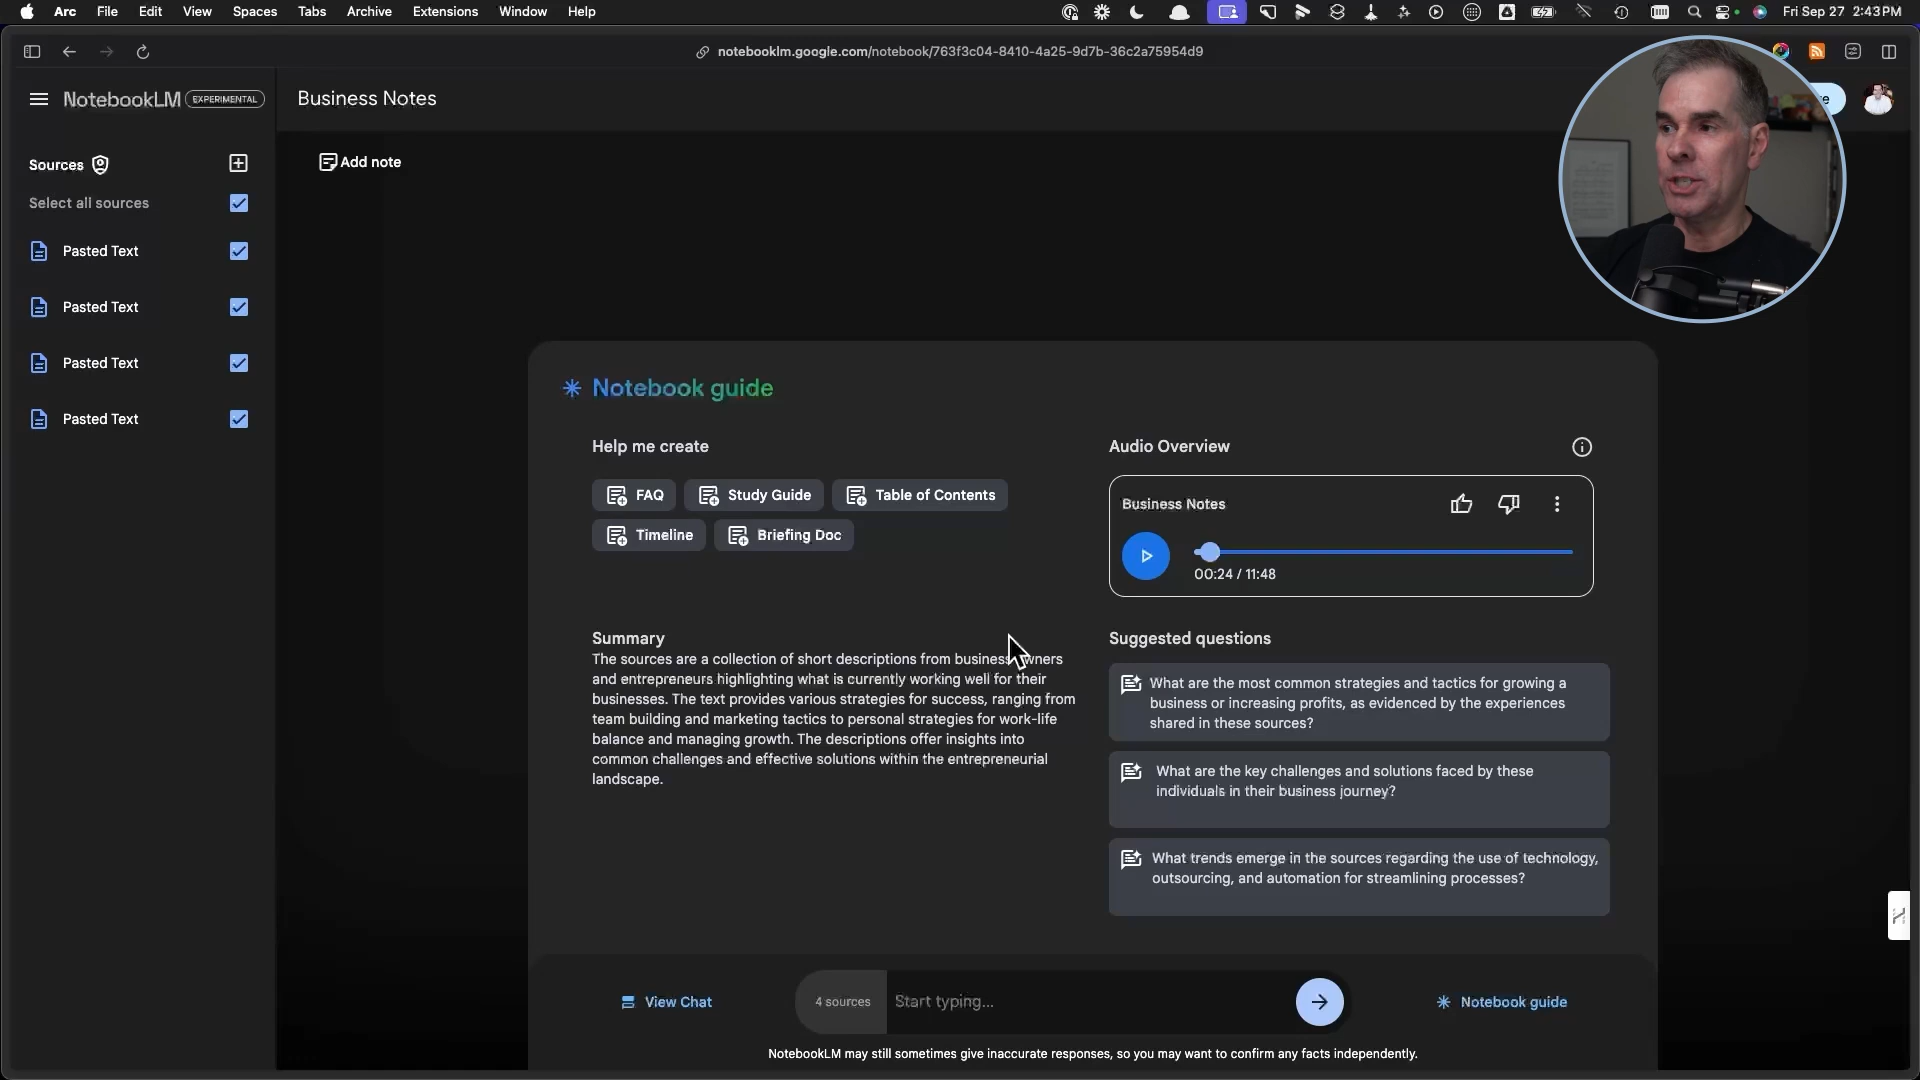 Arc File Edit View Spaces Tabs Archive Extensions Window Help Fri Sep 27 2:43 PM
notebooklm.google.com/notebook/763f3c04-8410-4a25-9d7b-36c2a75954d9
NotebookLM EXPERIMENTAL
Business Notes
Sources
Add note
Select all sources
Pasted Text
Pasted Text
Pasted Text
Pasted Text
Notebook guide
Help me create
FAQ
Study Guide
Table of Contents
Timeline
Briefing Doc
Audio Overview
Business Notes
00:24 / 11:48
Summary
The sources are a collection of short descriptions from business owners
and entrepreneurs highlighting what is currently working well for their
businesses. The text provides various strategies for success, ranging from
team building and marketing tactics to personal strategies for work-life
balance and managing growth. The descriptions offer insights into
common challenges and effective solutions within the entrepreneurial
landscape.
Suggested questions
What are the most common strategies and tactics for growing a
business or increasing profits, as evidenced by the experiences
shared in these sources?
What are the key challenges and solutions faced by these
individuals in their business journey?
What trends emerge in the sources regarding the use of technology,
outsourcing, and automation for streamlining processes?
View Chat
4 sources
Start typing...
Notebook guide
NotebookLM may still sometimes give inaccurate responses, so you may want to confirm any facts independently.